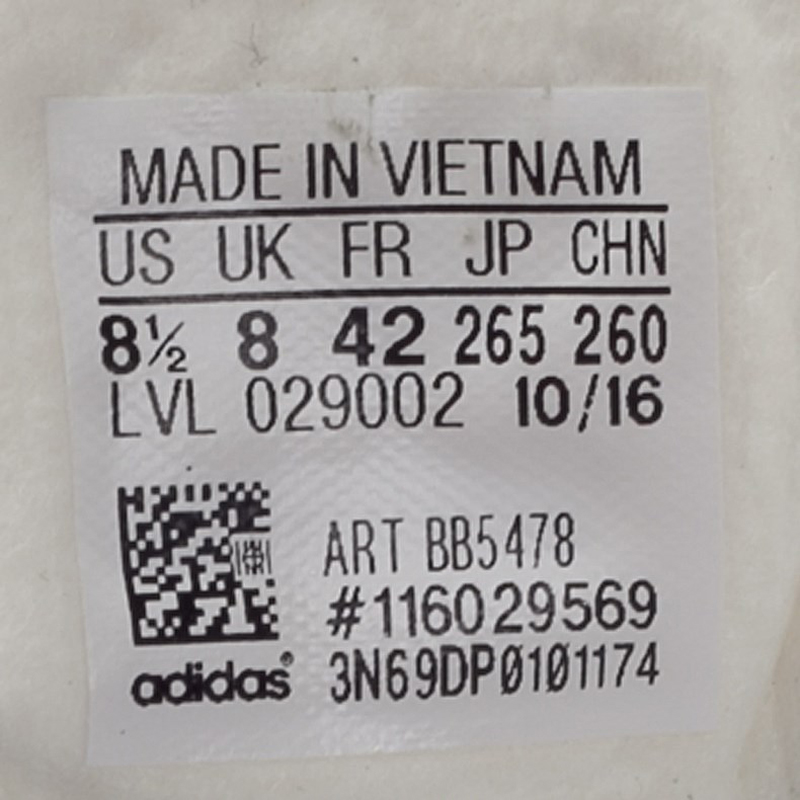 MADE IN VIETNAM
US UK FR JP CHN
8½ 8 42 265 260
LVL 029002 10/16
ART BB5478
#116029569
adidas® 3N69DP0101174